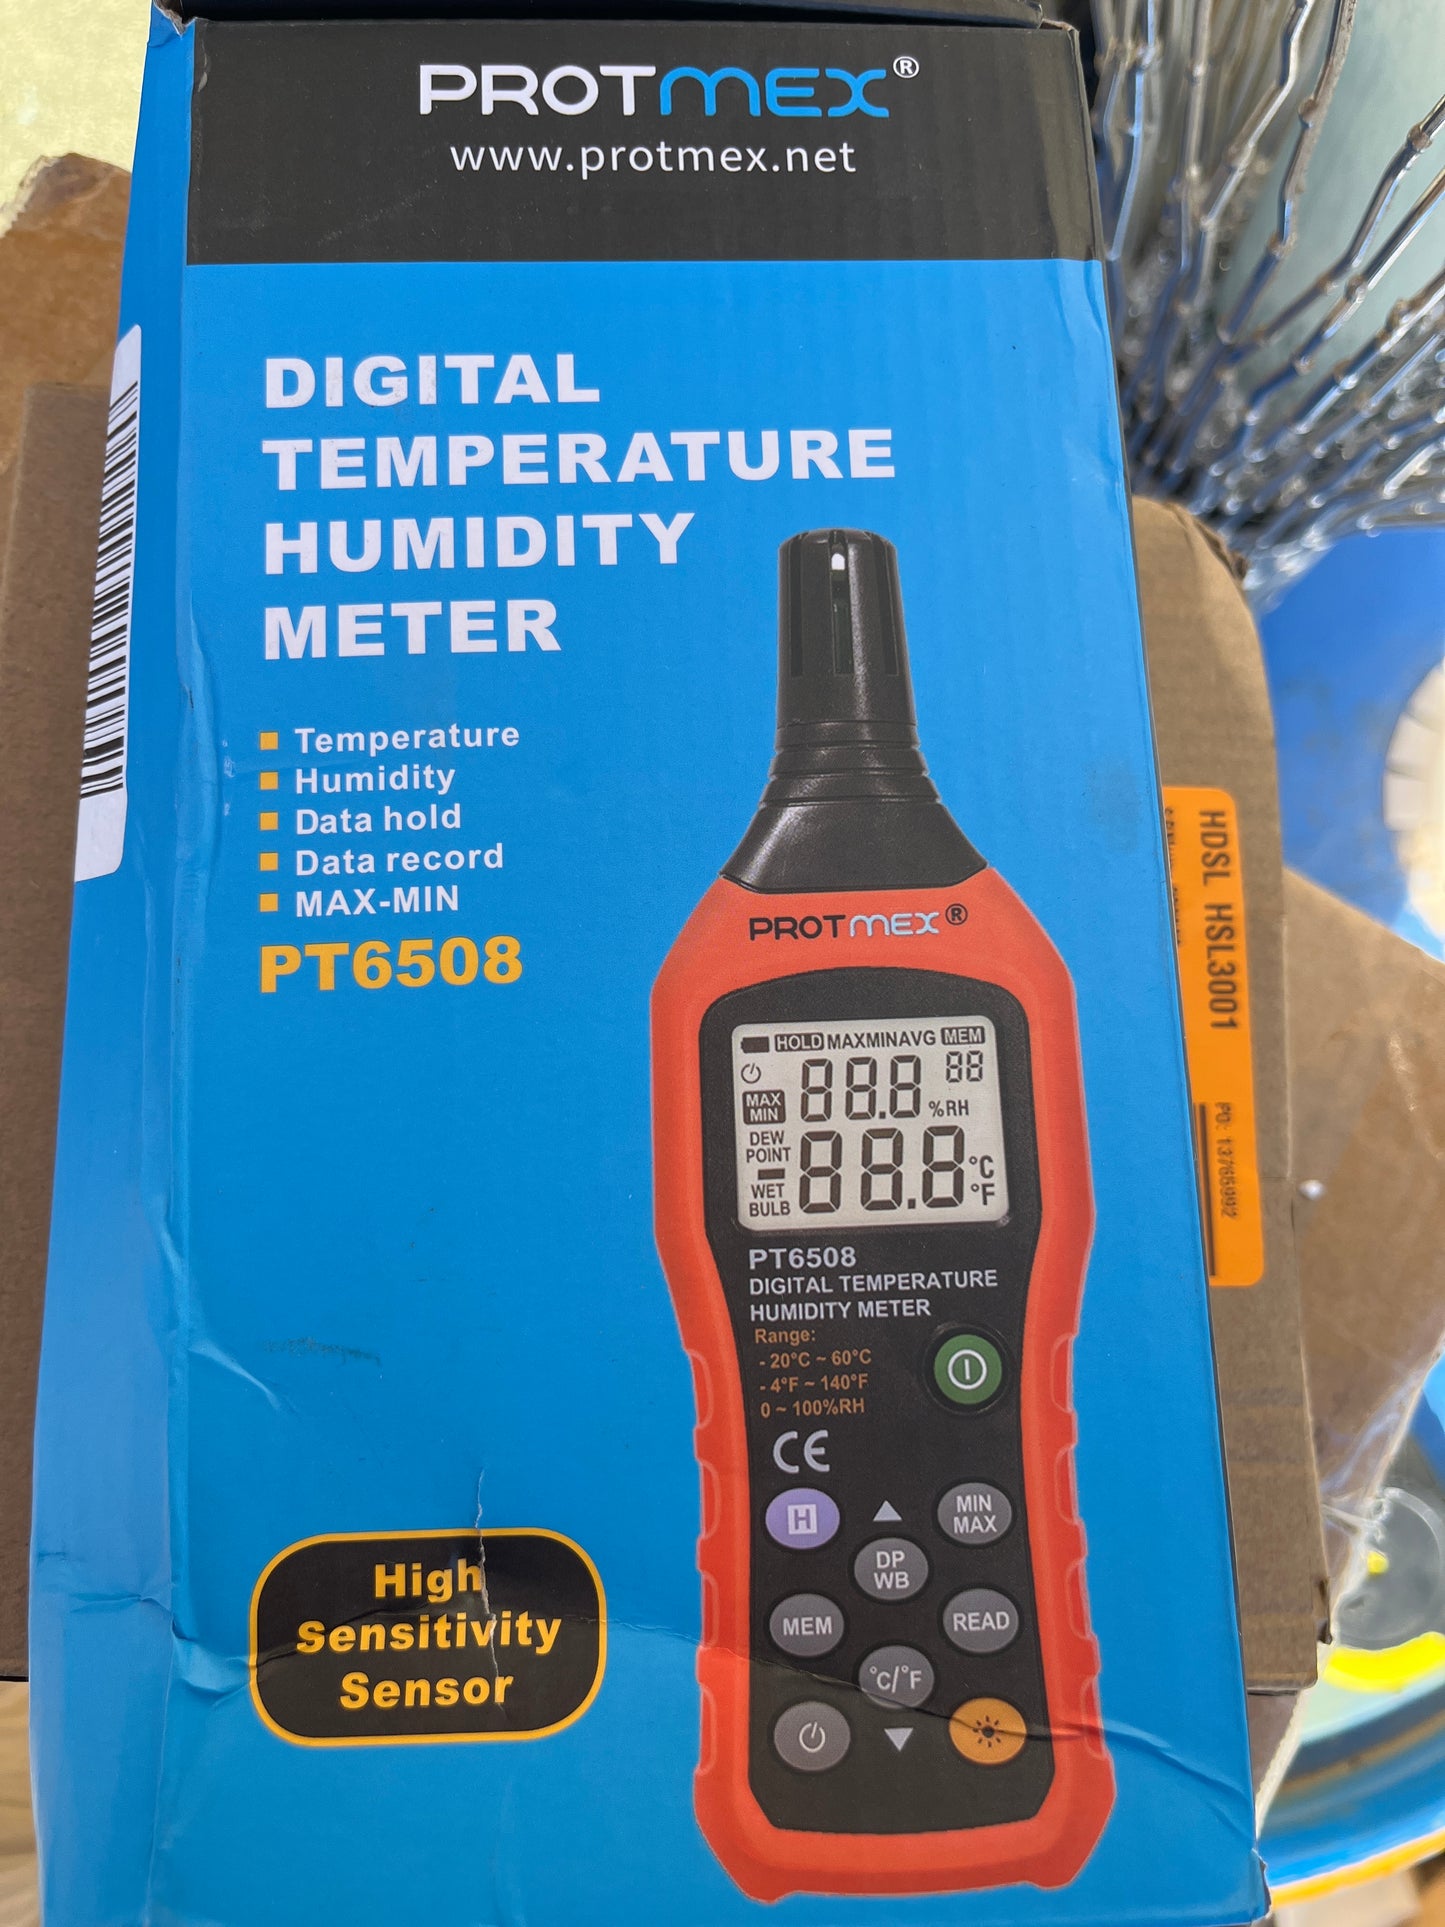 PROTMEX®
www.protmex.net
DIGITAL
TEMPERATURE
HUMIDITY
METER
Temperature
Humidity
Data hold
Data record
MAX-MIN
PT6508
High
Sensitivity
Sensor
PROTMEX®
HOLD MAXMINAVG MEM
88.8 88
MAX
MIN
%RH
DEW
POINT
88.8 °C
°F
WET
BULB
PT6508
DIGITAL TEMPERATURE
HUMIDITY METER
Range:
- 20°C ~ 60°C
- 4°F ~ 140°F
0 ~ 100%RH
CE
H
MIN
MAX
DP
WB
MEM
READ
°C/°F
HDSL HSL3001